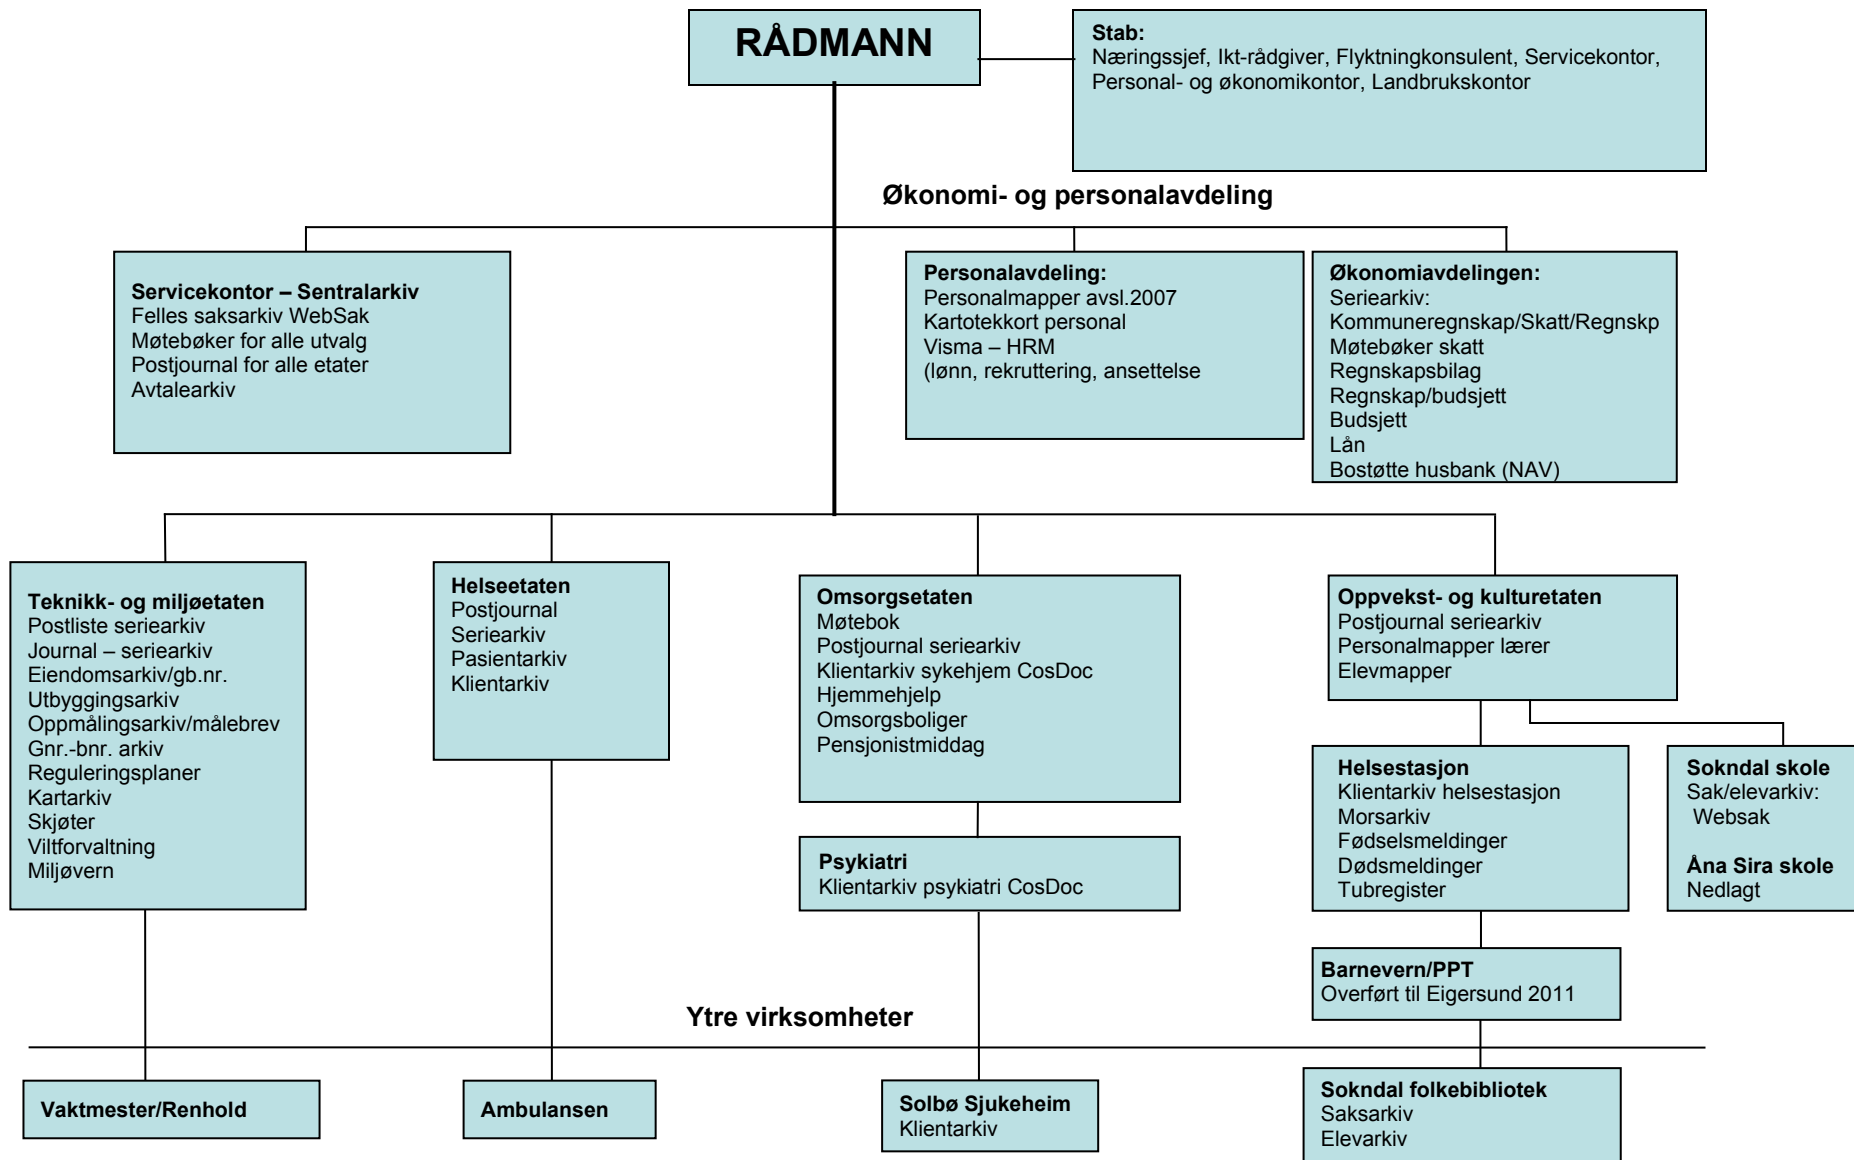 RÅDMANN
Stab:
Næringssjef, Ikt-rådgiver, Flyktningkonsulent, Servicekontor,
Personal- og økonomikontor, Landbrukskontor
Økonomi- og personalavdeling
Servicekontor – Sentralarkiv
Felles saksarkiv WebSak
Møtebøker for alle utvalg
Postjournal for alle etater
Avtalearkiv
Personalavdeling:
Personalmapper avsl.2007
Kartotekkort personal
Visma – HRM
(lønn, rekruttering, ansettelse
Økonomiavdelingen:
Seriearkiv:
Kommuneregnskap/Skatt/Regnskp
Møtebøker skatt
Regnskapsbilag
Regnskap/budsjett
Budsjett
Lån
Bostøtte husbank (NAV)
Teknikk- og miljøetaten
Postliste seriearkiv
Journal – seriearkiv
Eiendomsarkiv/gb.nr.
Utbyggingsarkiv
Oppmålingsarkiv/målebrev
Gnr.-bnr. arkiv
Reguleringsplaner
Kartarkiv
Skjøter
Viltforvaltning
Miljøvern
Helseetaten
Postjournal
Seriearkiv
Pasientarkiv
Klientarkiv
Omsorgsetaten
Møtebok
Postjournal seriearkiv
Klientarkiv sykehjem CosDoc
Hjemmehjelp
Omsorgsboliger
Pensjonistmiddag
Oppvekst- og kulturetaten
Postjournal seriearkiv
Personalmapper lærer
Elevmapper
Psykiatri
Klientarkiv psykiatri CosDoc
Helsestasjon
Klientarkiv helsestasjon
Morsarkiv
Fødselsmeldinger
Dødsmeldinger
Tubregister
Sokndal skole
Sak/elevarkiv:
Websak
Åna Sira skole
Nedlagt
Barnevern/PPT
Overført til Eigersund 2011
Ytre virksomheter
Vaktmester/Renhold
Ambulansen
Solbø Sjukeheim
Klientarkiv
Sokndal folkebibliotek
Saksarkiv
Elevarkiv